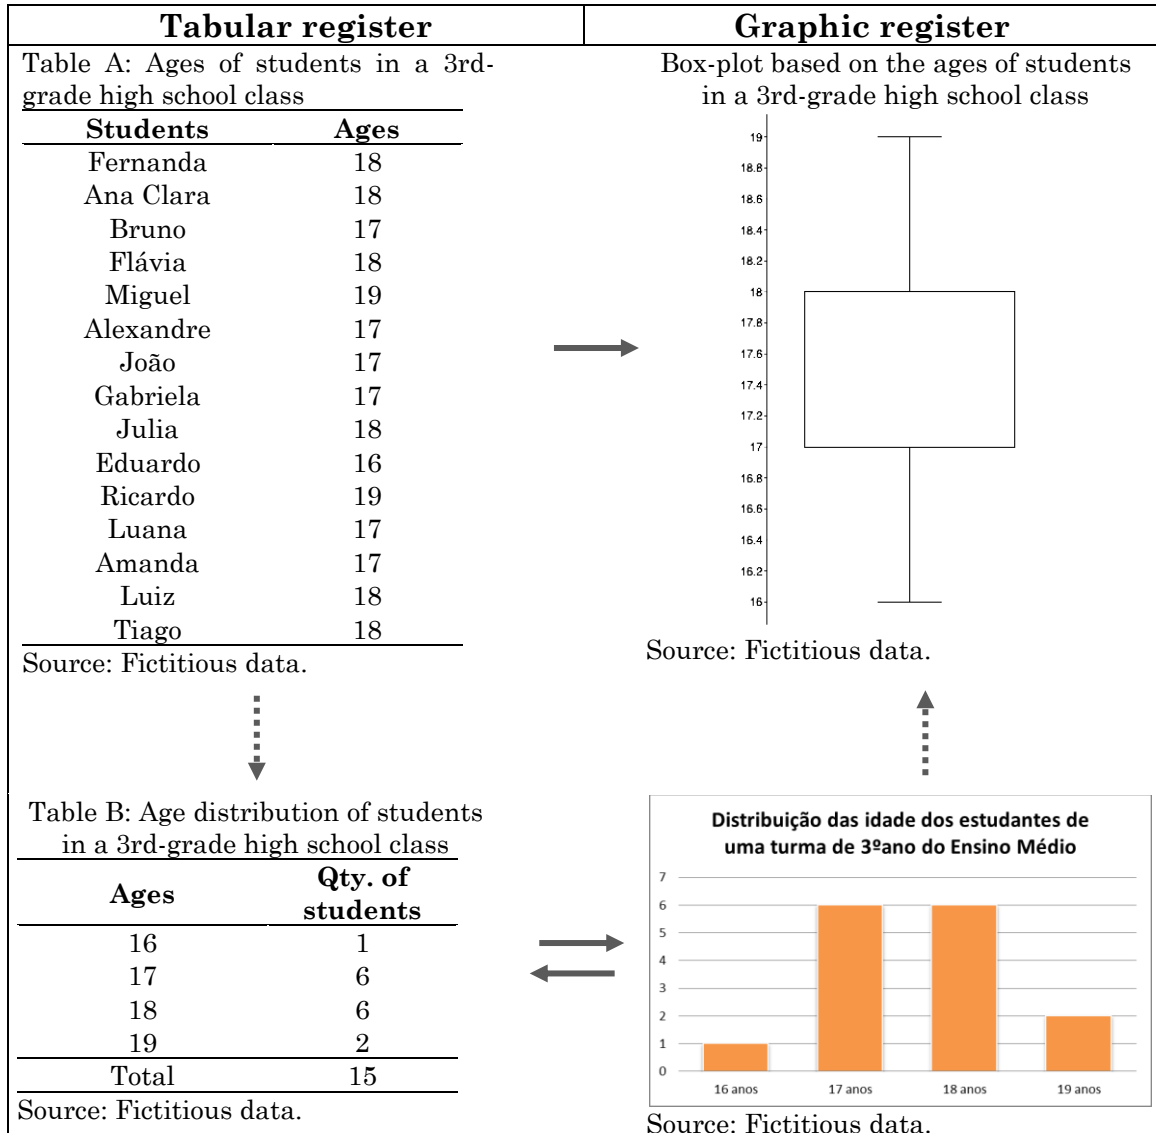 Tabular register
Graphic register
Table A: Ages of students in a 3rd-
grade high school class
Students Ages
Fernanda 18
Ana Clara 18
Bruno 17
Flávia 18
Miguel 19
Alexandre 17
João 17
Gabriela 17
Julia 18
Eduardo 16
Ricardo 19
Luana 17
Amanda 17
Luiz 18
Tiago 18
Source: Fictitious data.
Box-plot based on the ages of students
in a 3rd-grade high school class
19
18.8
18.6
18.4
18.2
18
17.8
17.6
17.4
17.2
17
16.8
16.6
16.4
16.2
16
Source: Fictitious data.
Table B: Age distribution of students
in a 3rd-grade high school class
Ages Qty. of
students
16 1
17 6
18 6
19 2
Total 15
Source: Fictitious data.
Distribuição das idade dos estudantes de
uma turma de 3ºano do Ensino Médio
7
6
5
4
3
2
1
0
16 anos 17 anos 18 anos 19 anos
Source: Fictitious data.